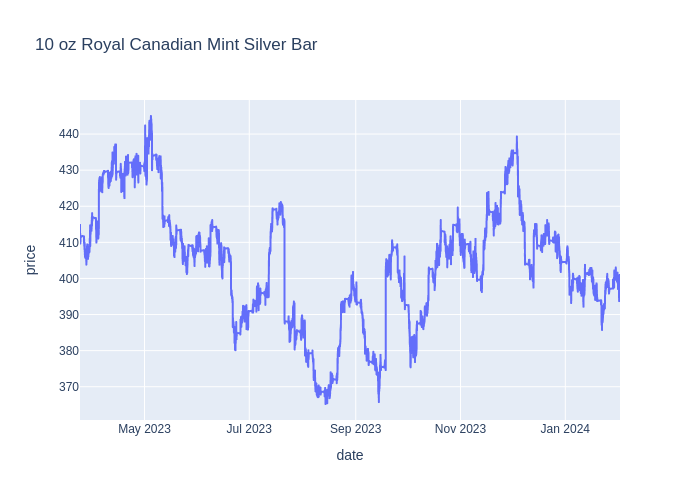 10 oz Royal Canadian Mint Silver Bar
440
430
420
410
400
390
380
370
price
May 2023
Jul 2023
Sep 2023
Nov 2023
Jan 2024
date